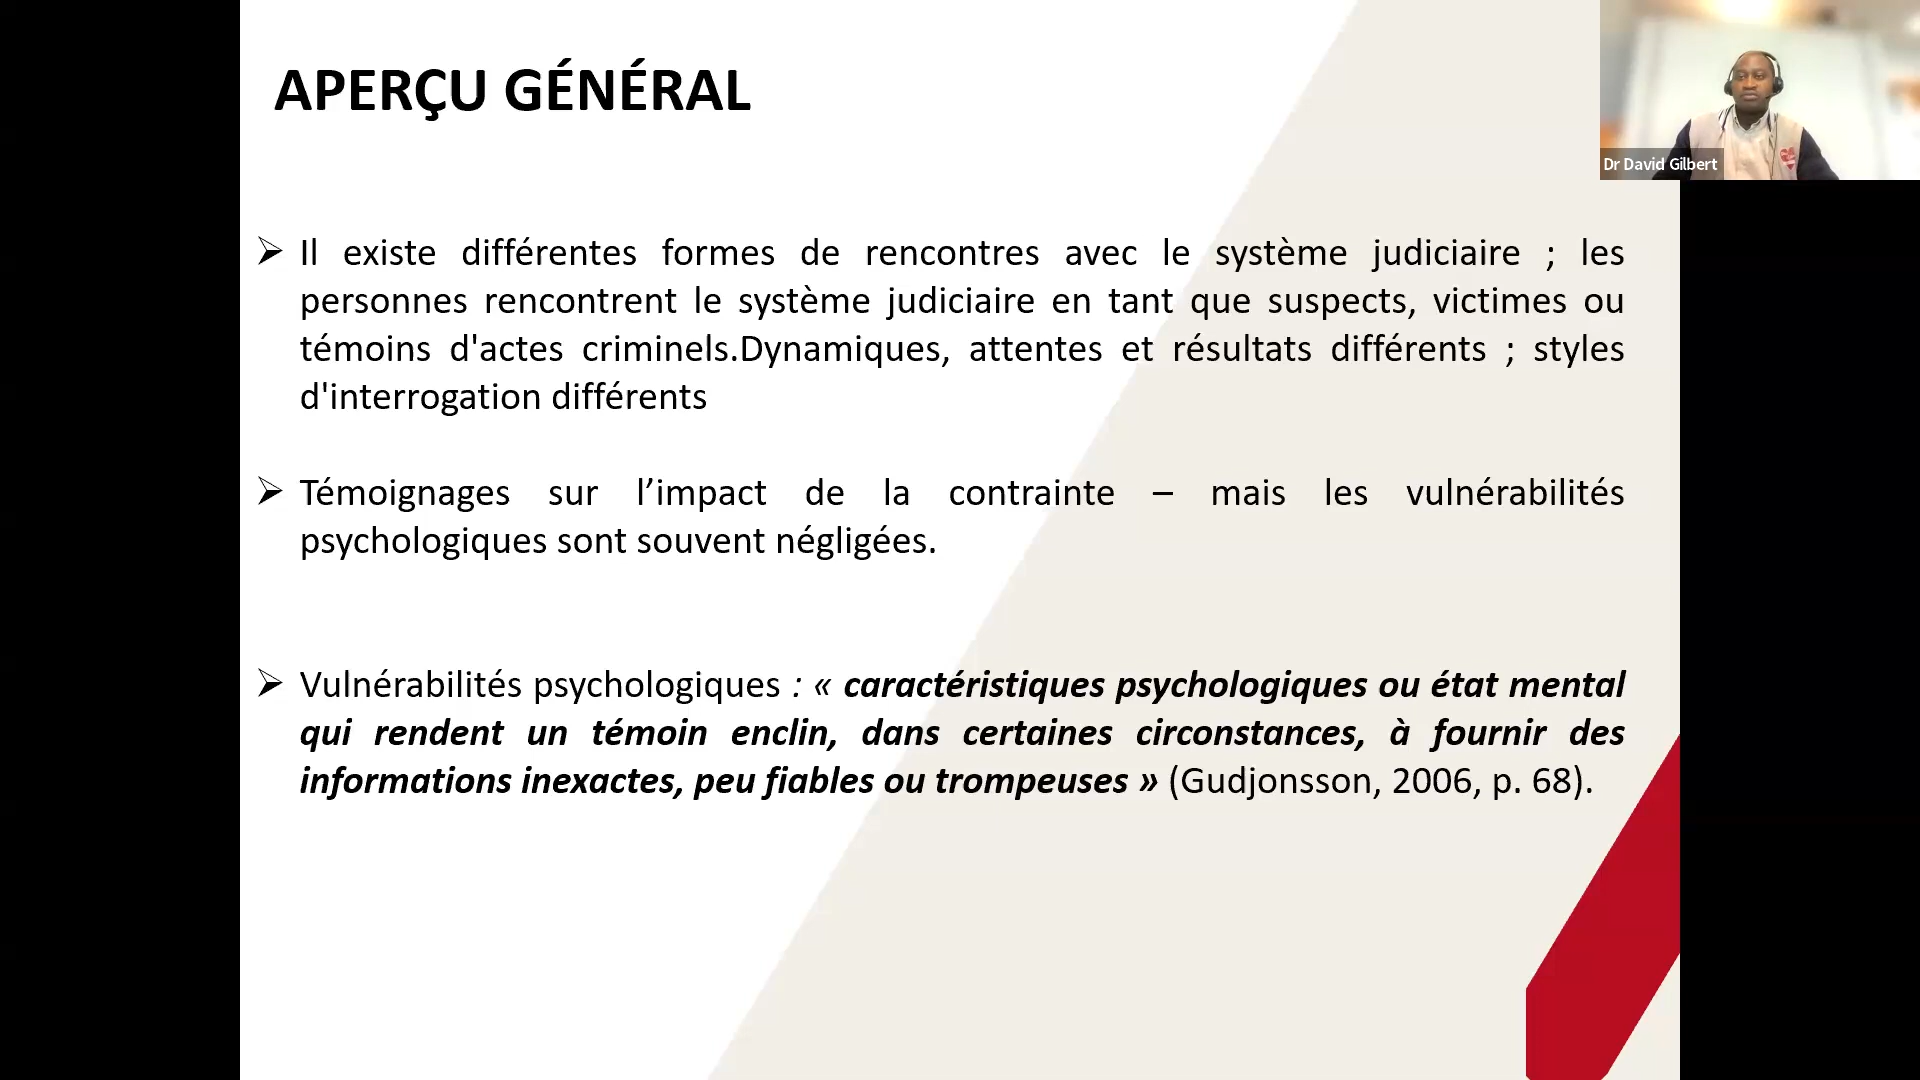 APERÇU GÉNÉRAL
Dr David Gilbert
➢ Il existe différentes formes de rencontres avec le système judiciaire ; les
personnes rencontrent le système judiciaire en tant que suspects, victimes ou
témoins d'actes criminels.Dynamiques, attentes et résultats différents ; styles
d'interrogation différents
➢ Témoignages sur l’impact de la contrainte – mais les vulnérabilités
psychologiques sont souvent négligées.
➢ Vulnérabilités psychologiques : « caractéristiques psychologiques ou état mental
qui rendent un témoin enclin, dans certaines circonstances, à fournir des
informations inexactes, peu fiables ou trompeuses » (Gudjonsson, 2006, p. 68).